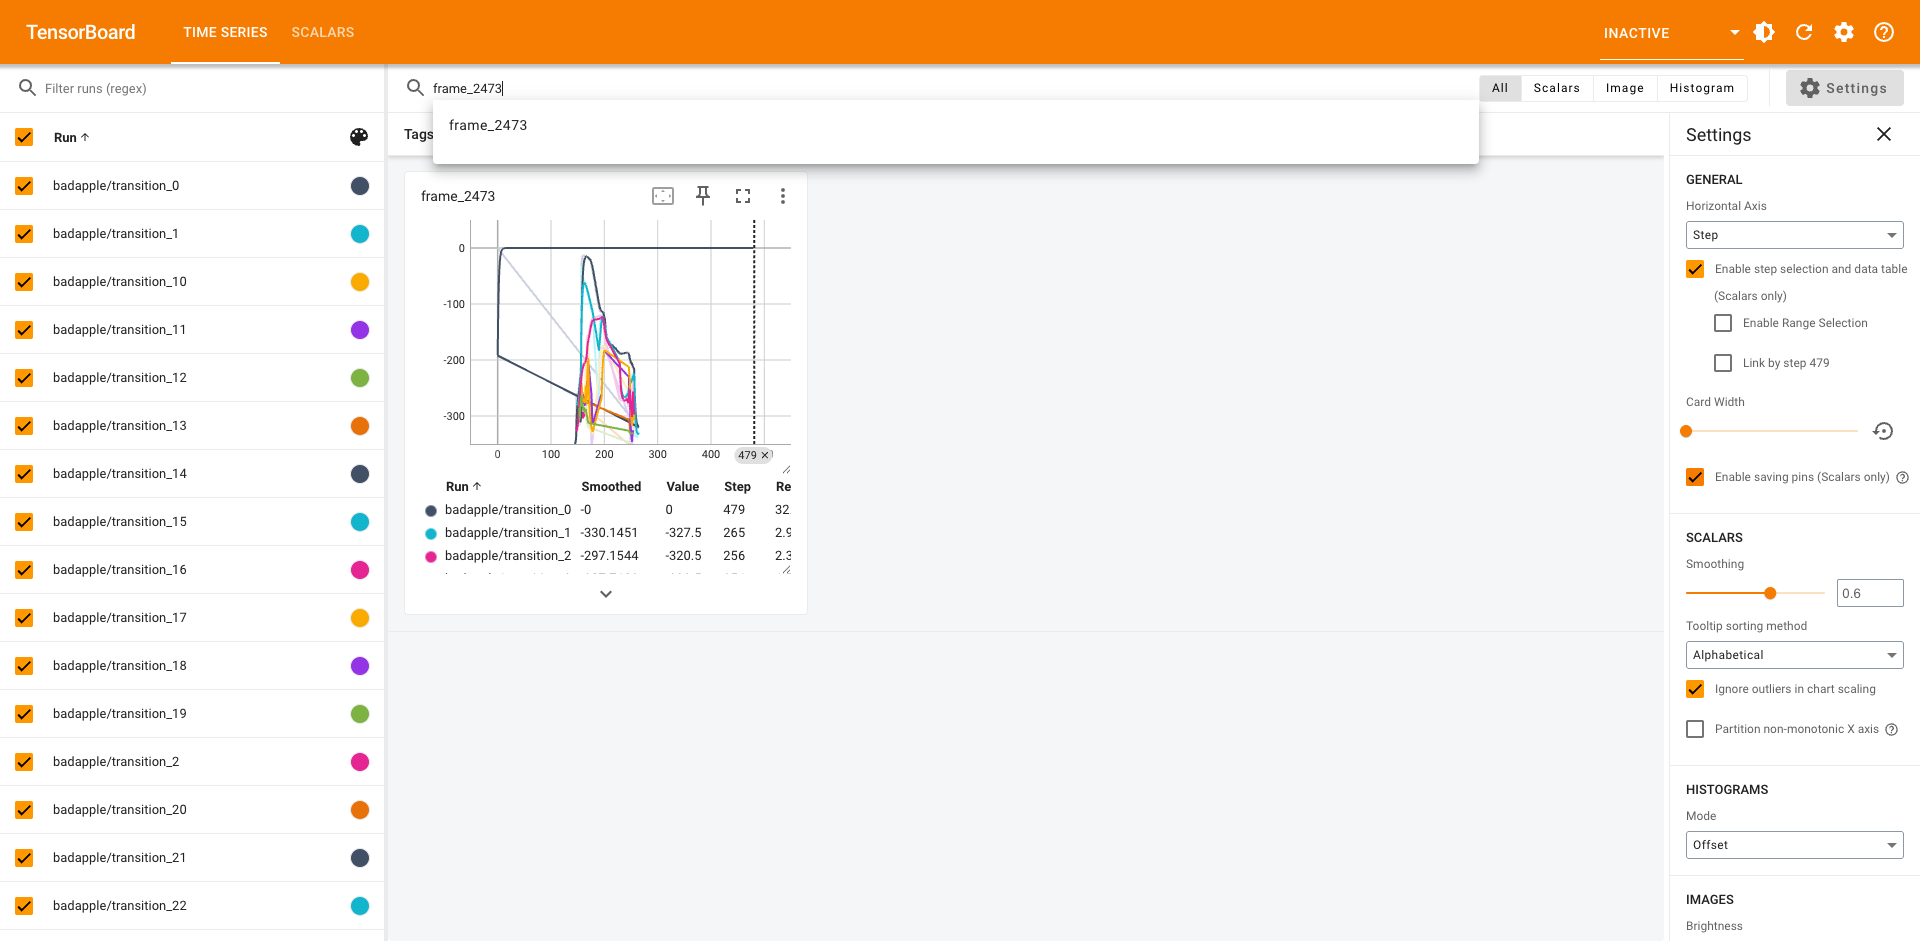 TensorBoard
TIME SERIES
SCALARS
INACTIVE
Filter runs (regex)
frame_2473
All
Scalars
Image
Histogram
Settings
frame_2473
Tags
Run
badapple/transition_0
badapple/transition_1
badapple/transition_10
badapple/transition_11
badapple/transition_12
badapple/transition_13
badapple/transition_14
badapple/transition_15
badapple/transition_16
badapple/transition_17
badapple/transition_18
badapple/transition_19
badapple/transition_2
badapple/transition_20
badapple/transition_21
badapple/transition_22
frame_2473
0
-100
-200
-300
0 100 200 300 400 479
Run Smoothed Value Step Re
badapple/transition_0 -0 0 479 32.
badapple/transition_1 -330.1451 -327.5 265 2.9
badapple/transition_2 -297.1544 -320.5 256 2.3
Settings
GENERAL
Horizontal Axis
Step
Enable step selection and data table
(Scalars only)
Enable Range Selection
Link by step 479
Card Width
Enable saving pins (Scalars only)
SCALARS
Smoothing
0.6
Tooltip sorting method
Alphabetical
Ignore outliers in chart scaling
Partition non-monotonic X axis
HISTOGRAMS
Mode
Offset
IMAGES
Brightness